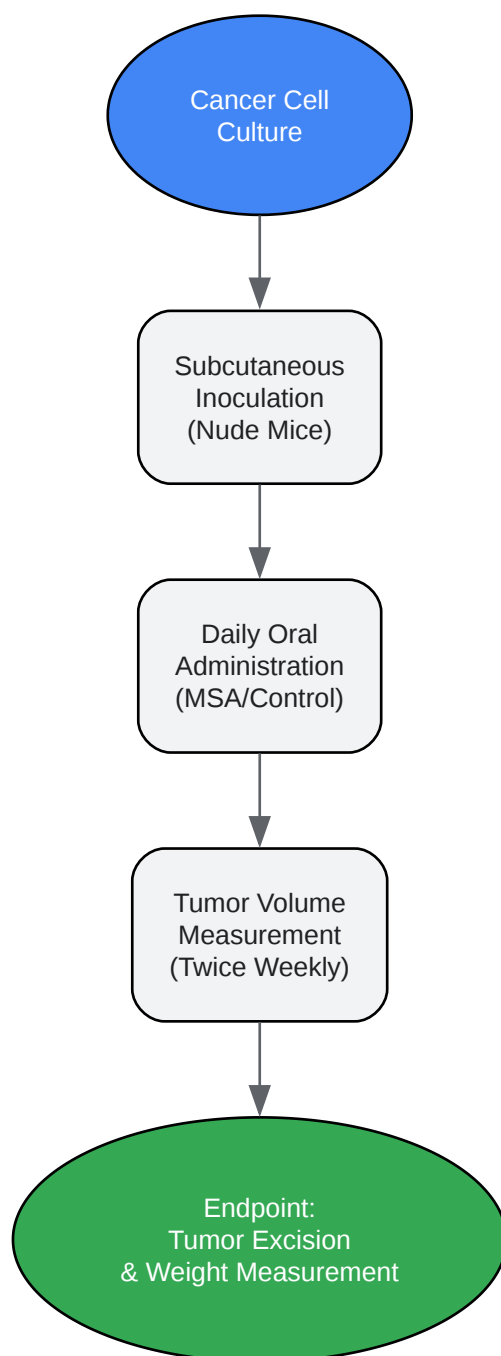 Cancer Cell
Culture
Subcutaneous
Inoculation
(Nude Mice)
Daily Oral
Administration
(MSA/Control)
Tumor Volume
Measurement
(Twice Weekly)
Endpoint:
Tumor Excision
& Weight Measurement